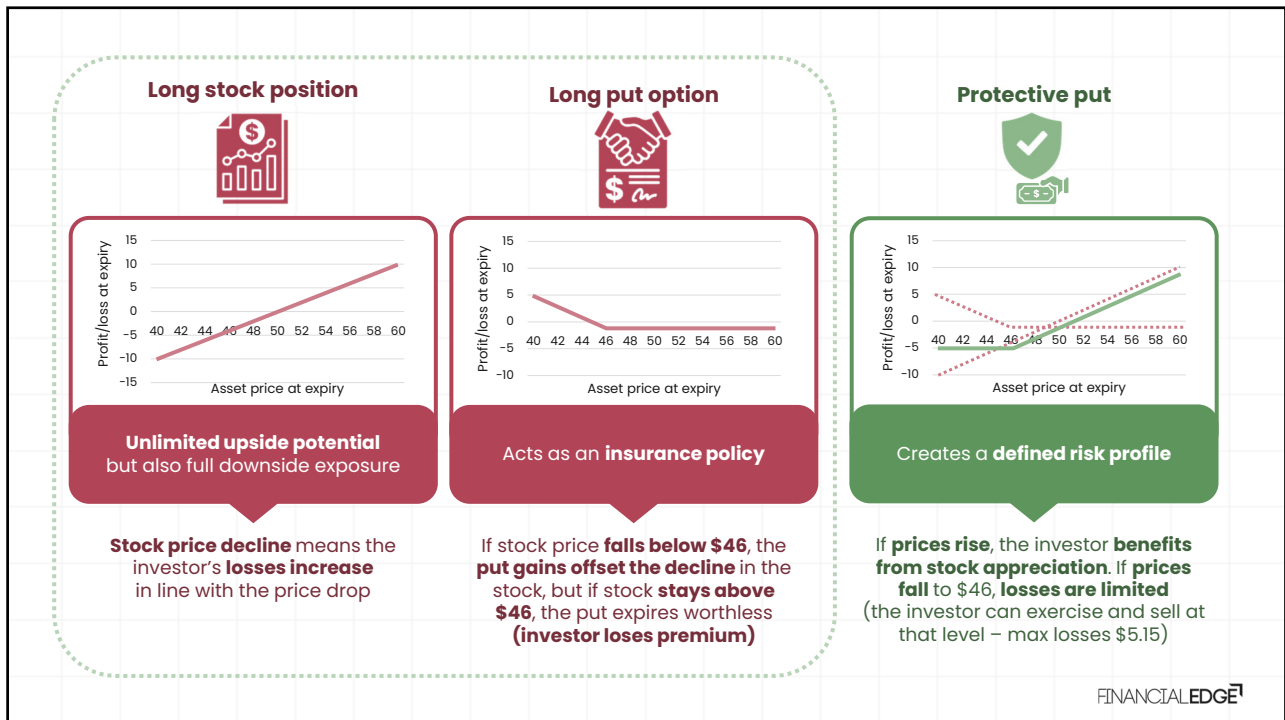 Long stock position
$
Profit/loss at expiry
15
10
5
0
-5
-10
-15
40 42 44 46 48 50 52 54 56 58 60
Asset price at expiry
Unlimited upside potential
but also full downside exposure
Stock price decline means the
investor's losses increase
in line with the price drop
Long put option
$
Profit/loss at expiry
15
10
5
0
-5
-10
40 42 44 46 48 50 52 54 56 58 60
Asset price at expiry
Acts as an insurance policy
If stock price falls below $46, the
put gains offset the decline in the
stock, but if stock stays above
$46, the put expires worthless
(investor loses premium)
Protective put
$
Profit/loss at expiry
15
10
5
0
-5
-10
40 42 44 46 48 50 52 54 56 58 60
Asset price at expiry
Creates a defined risk profile
If prices rise, the investor benefits
from stock appreciation. If prices
fall to $46, losses are limited
(the investor can exercise and sell at
that level – max losses $5.15)
FINANCIALEDGE